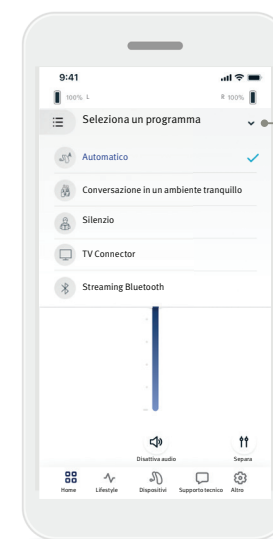 9:41
100% L R 100%
Seleziona un programma
Automatico
Conversazione in un ambiente tranquillo
Silenzio
TV Connector
Streaming Bluetooth
Disattiva audio Separa
Home Lifestyle Dispositivi Supporto tecnico Altro